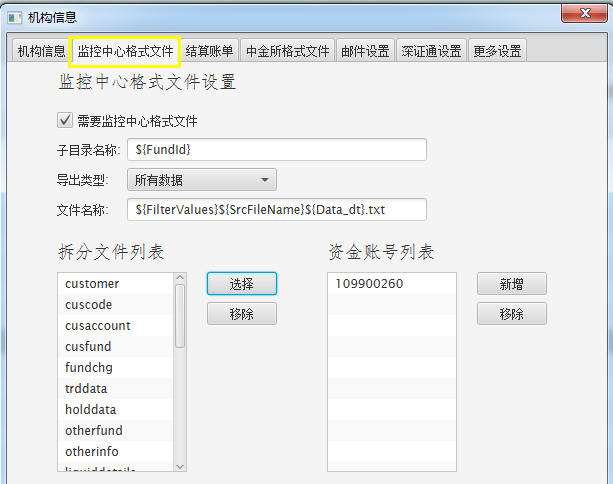 机构信息
机构信息 监控中心格式文件 结算账单 中金所格式文件 邮件设置 深证通设置 更多设置
监控中心格式文件设置
需要监控中心格式文件
子目录名称: ${FundId}
导出类型: 所有数据
文件名称: ${FilterValues}${SrcFileName}${Data_dt}.txt
拆分文件列表
customer
cuscode
cusaccount
cusfund
fundchg
trddata
holddata
otherfund
otherinfo
liquiddetails
选择
移除
资金账号列表
109900260
新增
移除